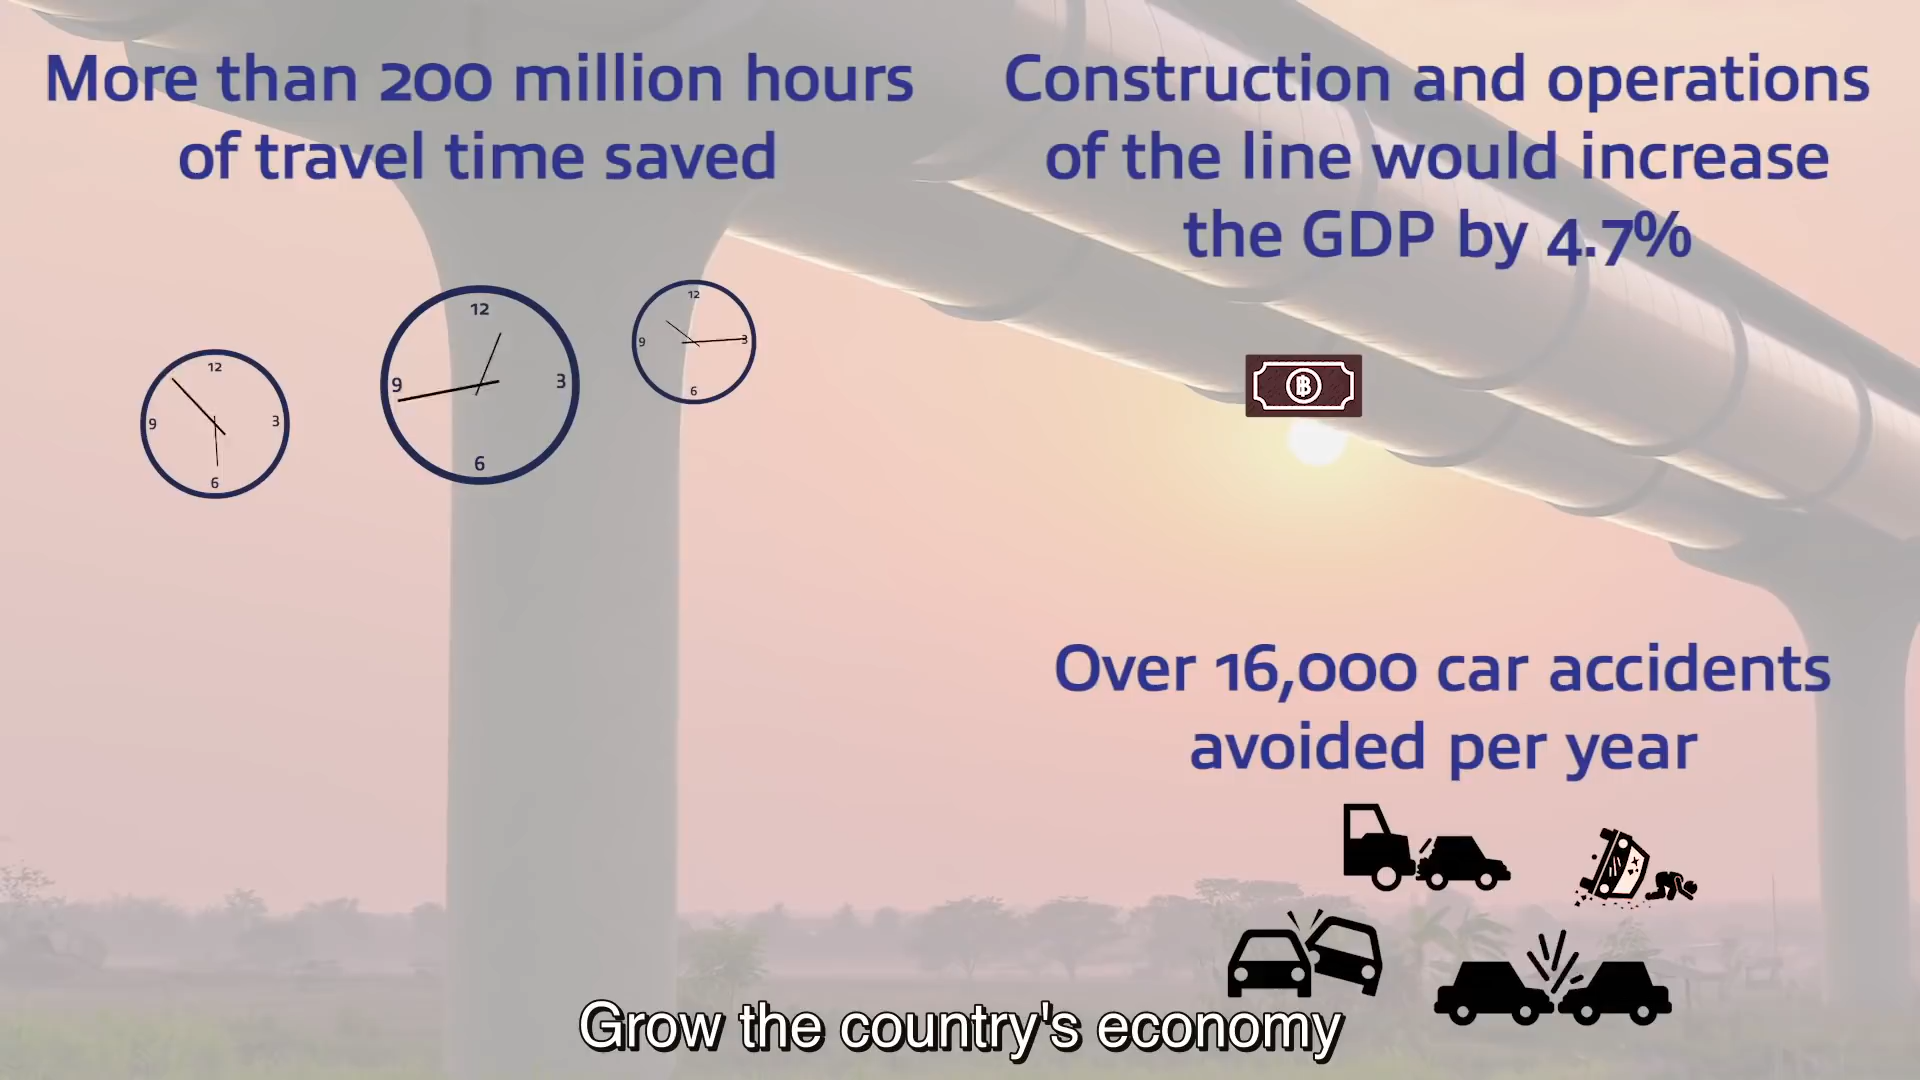 More than 200 million hours
of travel time saved
Construction and operations
of the line would increase
the GDP by 4.7%
12
3
6
9
12
3
6
9
12
3
6
9
฿
Over 16,000 car accidents
avoided per year
Grow the country's economy